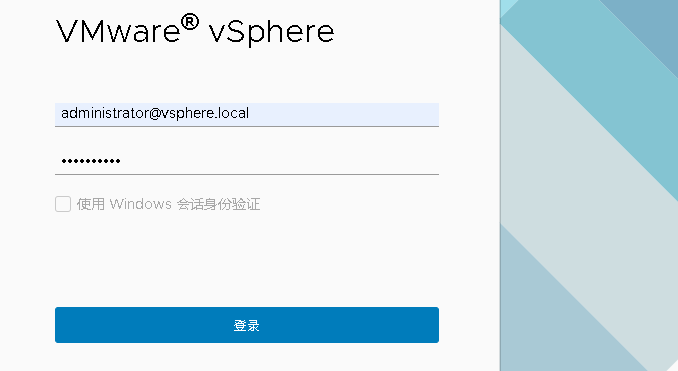 VMware® vSphere
administrator@vsphere.local
••••••••••
使用 Windows 会话身份验证
登录